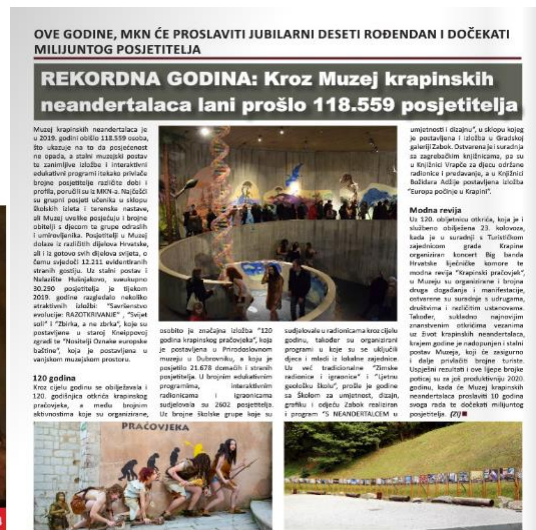 OVE GODINE, MKN ĆE PROSLAVITI JUBILARNI DESETI ROĐENDAN I DOČEKATI
MILIJUNTOG POSJETITELJA
REKORDNA GODINA: Kroz Muzej krapinskih
neandertalaca lani prošlo 118.559 posjetitelja
Muzej krapinskih neandertalaca je
u 2019. godini obišlo 118.559 osoba,
što ukazuje na to da posjećenost
ne opada, a stalni muzejski postav
te zanimljive izložbe i interaktivni
edukativni programi itekako privlače
brojne posjetitelje različite dobi i
profila, poručili su iz MKN-a. Najčešći
su grupni posjeti učenika u sklopu
školskih izleta i terenske nastave,
ali Muzej uvelike posjećuju i brojne
obitelji s djecom te grupe odraslih
i umirovljenika. Posjetitelji u Muzej
dolaze iz različitih dijelova Hrvatske,
ali i iz gotovo svih dijelova svijeta, o
čemu svjedoči 12.211 evidentiranih
stranih gostiju. Uz stalni postav i
Nalazište Hušnjakovo, sveukupno
30.290 posjetitelja je tijekom
2019. godine razgledalo nekoliko
atraktivnih izložbi "Savršenstvo
evolucije: RAZOTKRIVANJE", "Svijet
soli" i "Zbirka, a ne zbrka", koje su
postavljene u staroj Kneippovoj
zgradi te "Nositelji Oznake europske
baštine", koja je postavljena u
vanjskom muzejskom prostoru.
120 godina
Kroz cijelu godinu se obilježavala i
120. godišnjica otkrića krapinskog
pračovjeka, a među brojnim
aktivnostima koje su organizirane,
osobito je značajna izložba "120
godina krapinskog pračovjeka", koja
je postavljena u Prirodoslovnom
muzeju u Dubrovniku, a koju je
posjetilo 21.678 domaćih i stranih
posjetitelja. U brojnim edukativnim
programima, interaktivnim
radionicama i igraonicama
sudjelovala su 2602 posjetitelja.
Uz brojne školske grupe koje su
sudjelovale u radionicama kroz cijelu
godinu, također su organizirani
programi u koje su se uključili
djece i mladi iz lokalne zajednice.
Uz već tradicionalne "Zimske
radionice i igraonice" i "Ljetnu
geološku školu", prošle je godine
sa Školom za umjetnost, dizajn,
grafiku i odjeću Zabok realiziran
i program "S NEANDERTALCEM u
umjetnosti i dizajnu", u sklopu kojeg
je postavljena i izložba u Gradskoj
galeriji Zabok. Ostvarena je i suradnja
sa zagrebačkim knjižnicama, pa su
u Knjižnici Vrapče za djecu održane
radionice i predavanje, a u Knjižnici
Božidara Adžije postavljena izložba
"Europa počinje u Krapini".
Modna revija
Uz 120. obljetnicu otkrića, koja je i
službeno obilježena 23. kolovoza,
kada je u suradnji s Turističkom
zajednicom grada Krapine
organiziran koncert Big banda
Hrvatske liječničke komore te
modna revija "Krapinski pračovjek",
u Muzeju su organizirane i brojna
druga događanja i manifestacije,
ostvarene su suradnje s udrugama,
društvima i različitim ustanovama.
Također, sukladno najnovijim
znanstvenim otkrićima vezanima
uz život krapinskih neandertalaca,
krajem godine je nadopunjen i stalni
postav Muzeja, koji će zasigurno
i dalje privlačiti brojne turiste.
Uspješni rezultati i ove lijepe brojke
poticaj su za još produktivniju 2020.
godinu, kada će Muzej krapinskih
neandertalaca proslaviti 10 godina
svoga rada te dočekati milijuntog
posjetitelja. (ZI)
PRAČOVJEKA